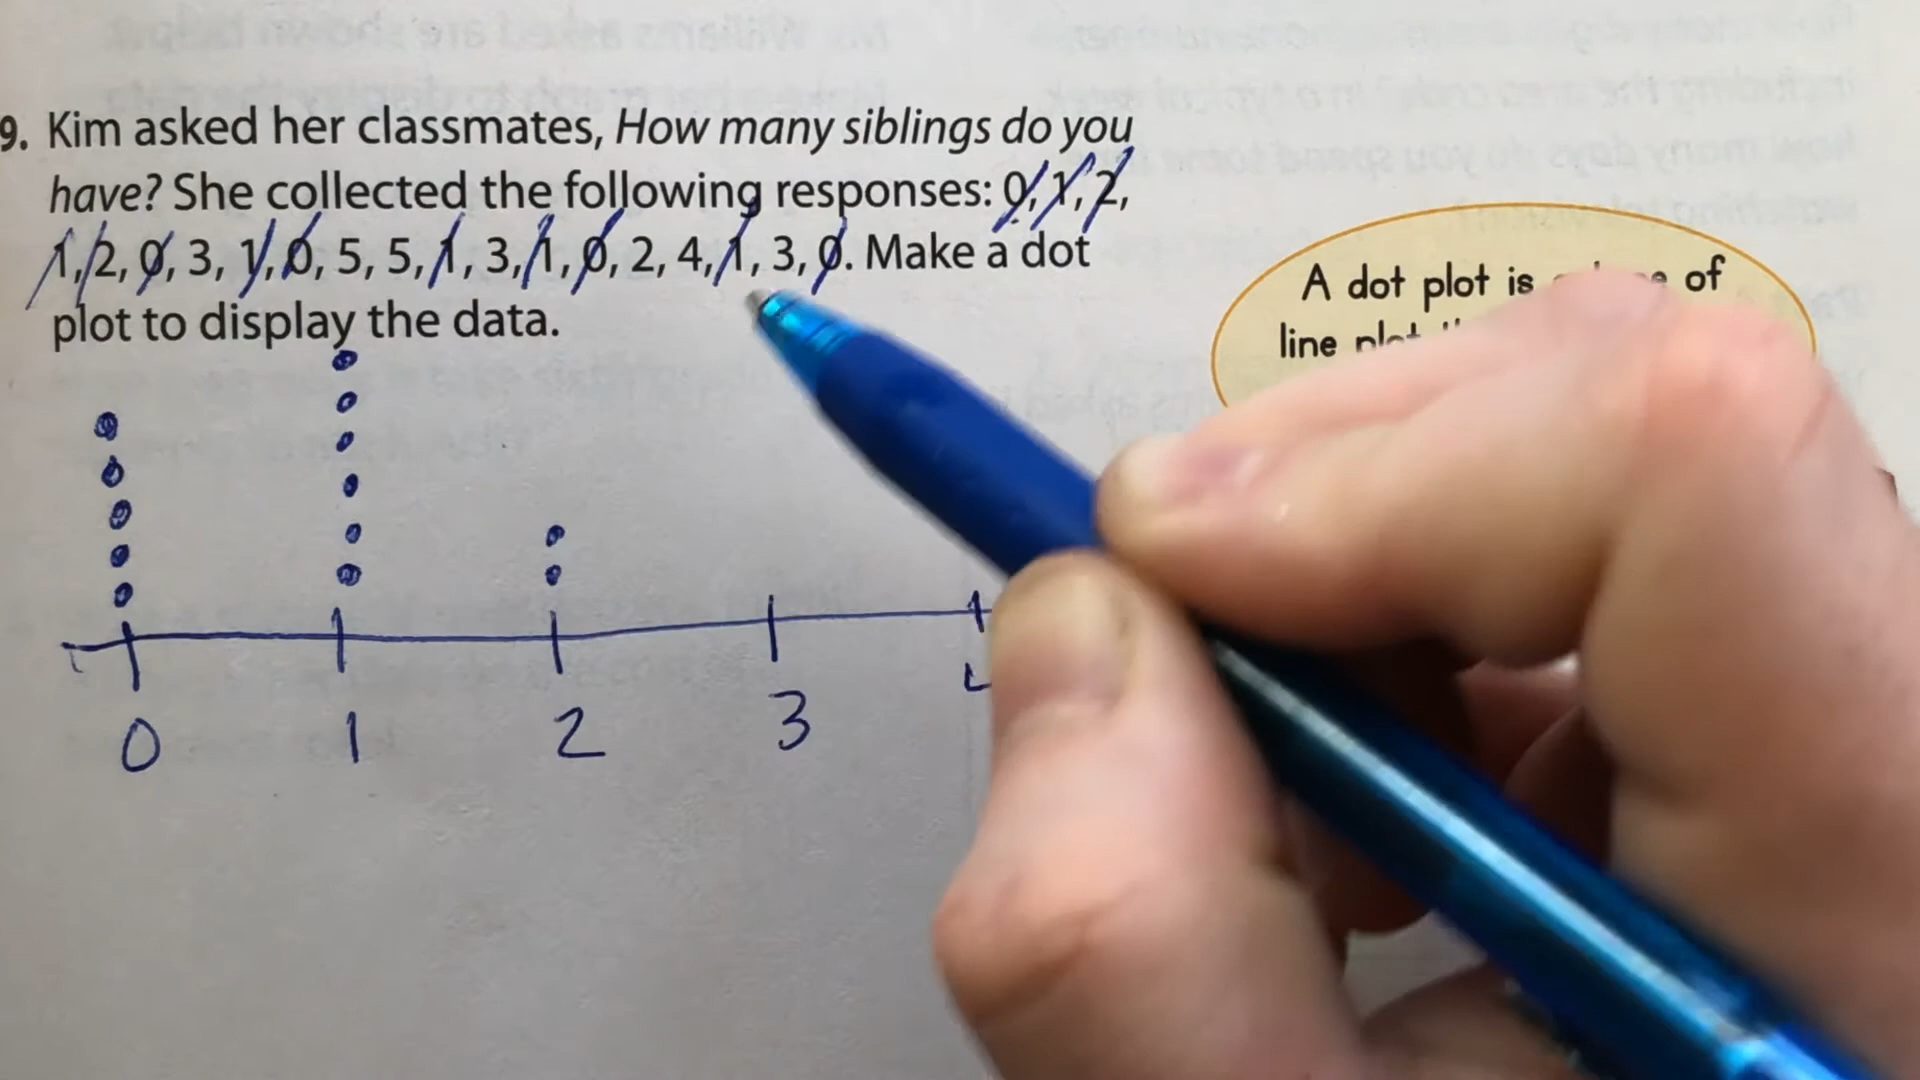 9. Kim asked her classmates, How many siblings do you
have? She collected the following responses: 0, 1, 2,
1, 2, 0, 3, 1, 0, 5, 5, 1, 3, 1, 0, 2, 4, 1, 3, 0. Make a dot
plot to display the data.
A dot plot is of
line
0 1 2 3